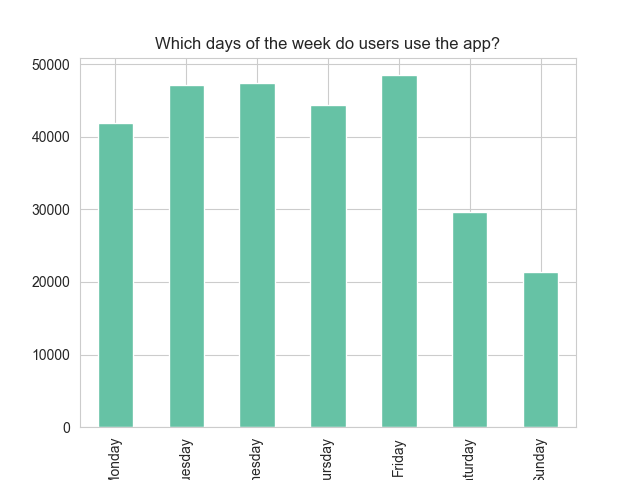 Which days of the week do users use the app?
50000
40000
30000
20000
10000
0
Monday
uesday
nesday
ursday
Friday
aturday
Sunday